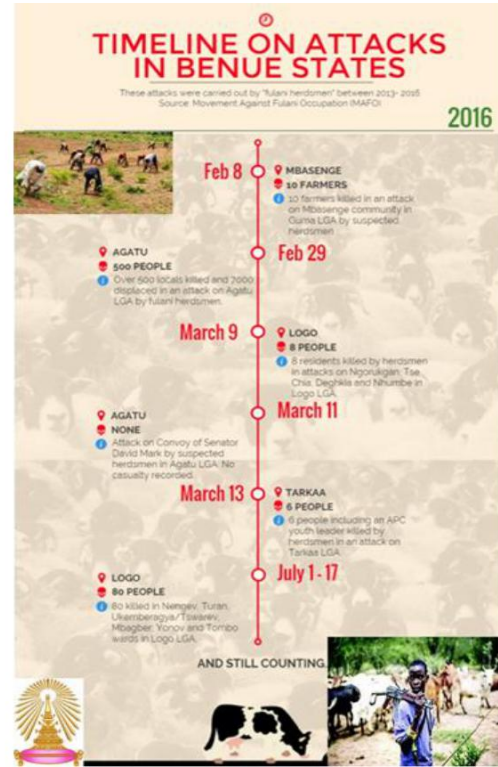 TIMELINE ON ATTACKS
IN BENUE STATES
These attacks were carried out by "fulani herdsmen" between 2013- 2016
Source: Movement Against Fulani Occupation (MAFO)
2016
Feb 8
MBASENGE
10 FARMERS
10 farmers killed in an attack
on Mbasenge community in
Guma LGA by suspected
herdsmen
Feb 29
AGATU
500 PEOPLE
Over 500 locals killed and 7000
displaced in an attack on Agatu
LGA by fulani herdsmen.
March 9
LOGO
8 PEOPLE
8 residents killed by herdsmen
in attacks on Ngorukgan, Tse
Chia, Deghkia and Nhumbe in
Logo LGA.
March 11
AGATU
NONE
Attack on Convoy of Senator
David Mark by suspected
herdsmen in Agatu LGA. No
casualty recorded.
March 13
TARKAA
6 PEOPLE
6 people including an APC
youth leader killed by
herdsmen in an attack on
Tarkaa LGA.
July 1 - 17
LOGO
80 PEOPLE
80 killed in Nengev, Turan,
Ukemberagya/Tswarev,
Mbagber, Yonov and Tombo
wards in Logo LGA.
AND STILL COUNTING.